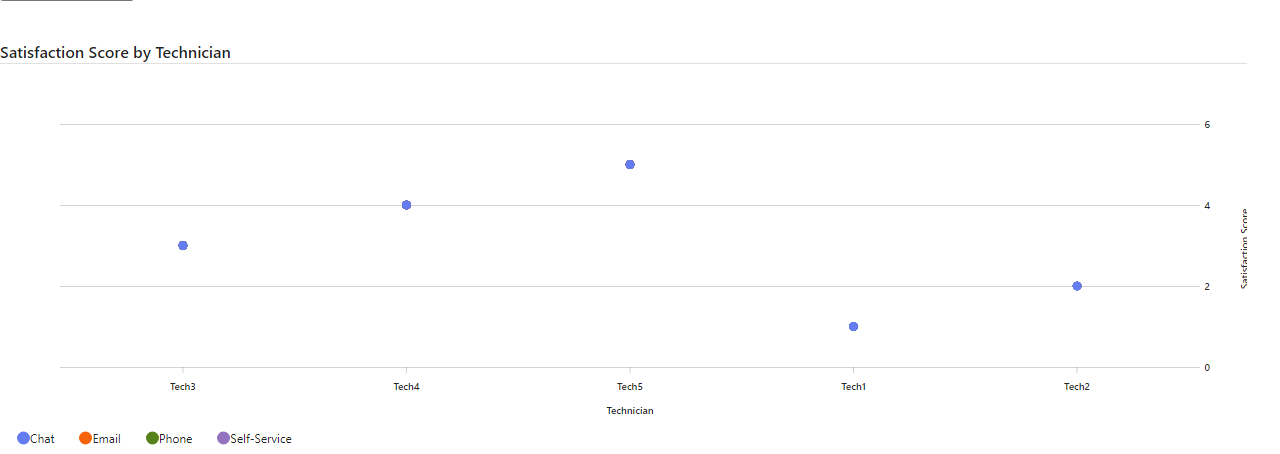 Satisfaction Score by Technician
6
4
2
0
Satisfaction Score
Tech3 Tech4 Tech5 Tech1 Tech2
Technician
Chat Email Phone Self-Service